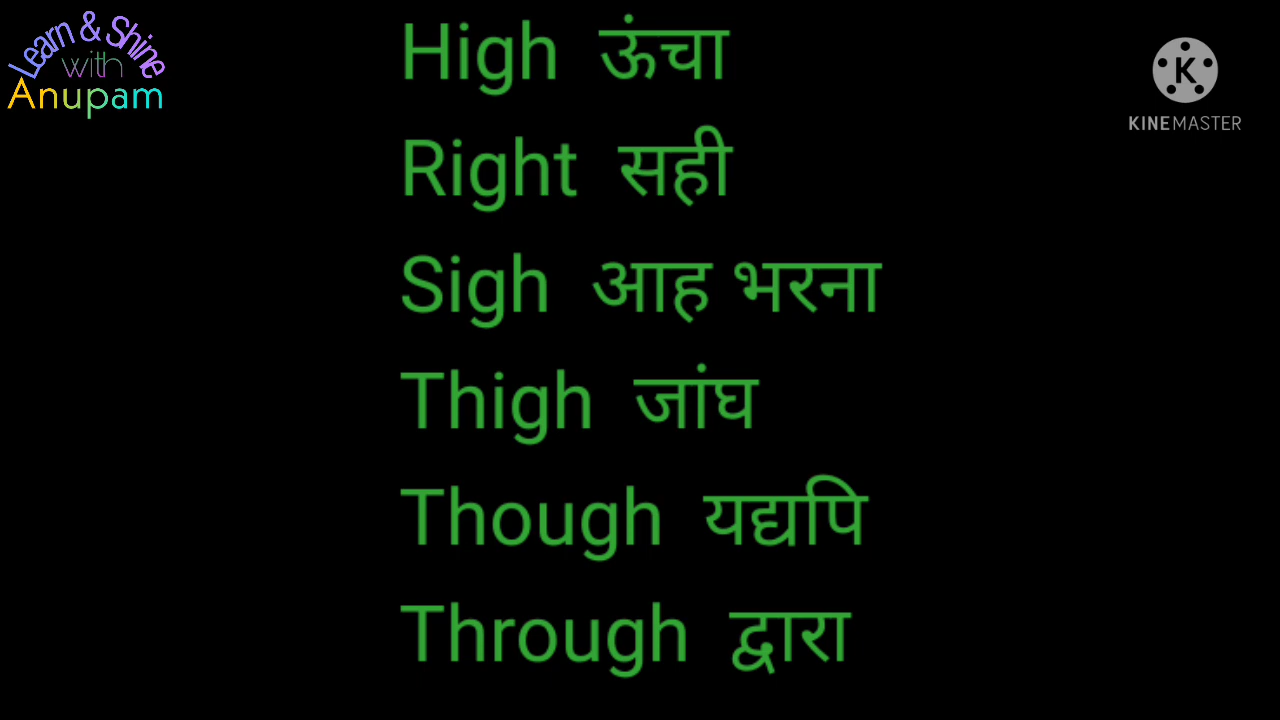 Learn & Shine
with
Anupam
KINEMASTER
High ऊंचा
Right सही
Sigh आह भरना
Thigh जांघ
Though यद्यपि
Through द्वारा